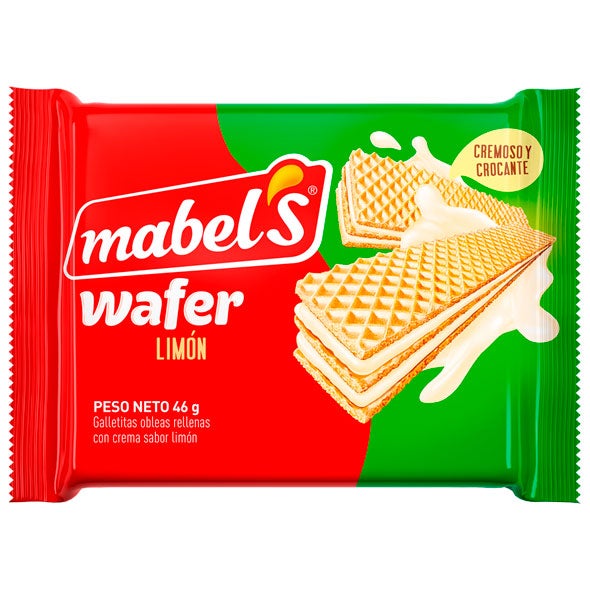 mabel's®
wafer
LIMÓN
CREMOSO Y
CROCANTE
PESO NETO 46 g
Galletitas obleas rellenas
con crema sabor limón